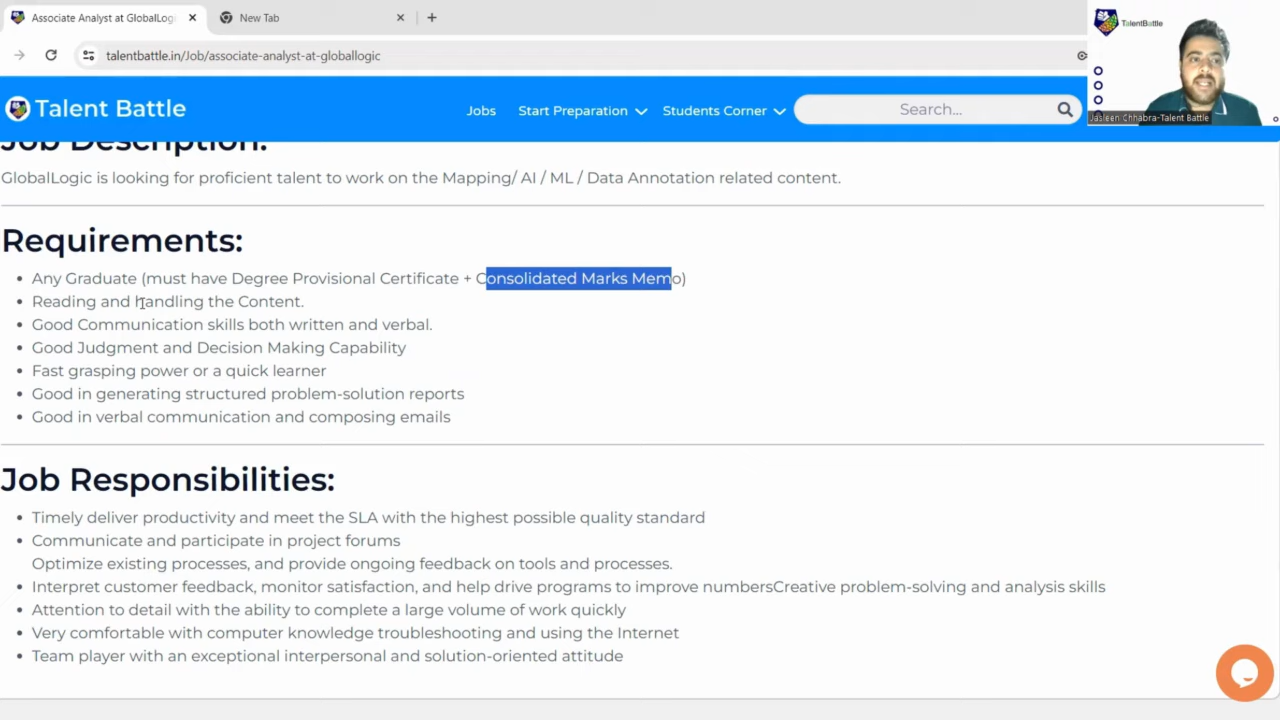 Associate Analyst at GlobalLogi
New Tab
talentbattle.in/Job/associate-analyst-at-globallogic
TalentBattle
Jasleen Chhabra-Talent Battle
Talent Battle
Jobs
Start Preparation
Students Corner
Search...
Job Description:
GlobalLogic is looking for proficient talent to work on the Mapping/ AI / ML / Data Annotation related content.
Requirements:
Any Graduate (must have Degree Provisional Certificate + Consolidated Marks Memo)
Reading and handling the Content.
Good Communication skills both written and verbal.
Good Judgment and Decision Making Capability
Fast grasping power or a quick learner
Good in generating structured problem-solution reports
Good in verbal communication and composing emails
Job Responsibilities:
Timely deliver productivity and meet the SLA with the highest possible quality standard
Communicate and participate in project forums
Optimize existing processes, and provide ongoing feedback on tools and processes.
Interpret customer feedback, monitor satisfaction, and help drive programs to improve numbersCreative problem-solving and analysis skills
Attention to detail with the ability to complete a large volume of work quickly
Very comfortable with computer knowledge troubleshooting and using the Internet
Team player with an exceptional interpersonal and solution-oriented attitude